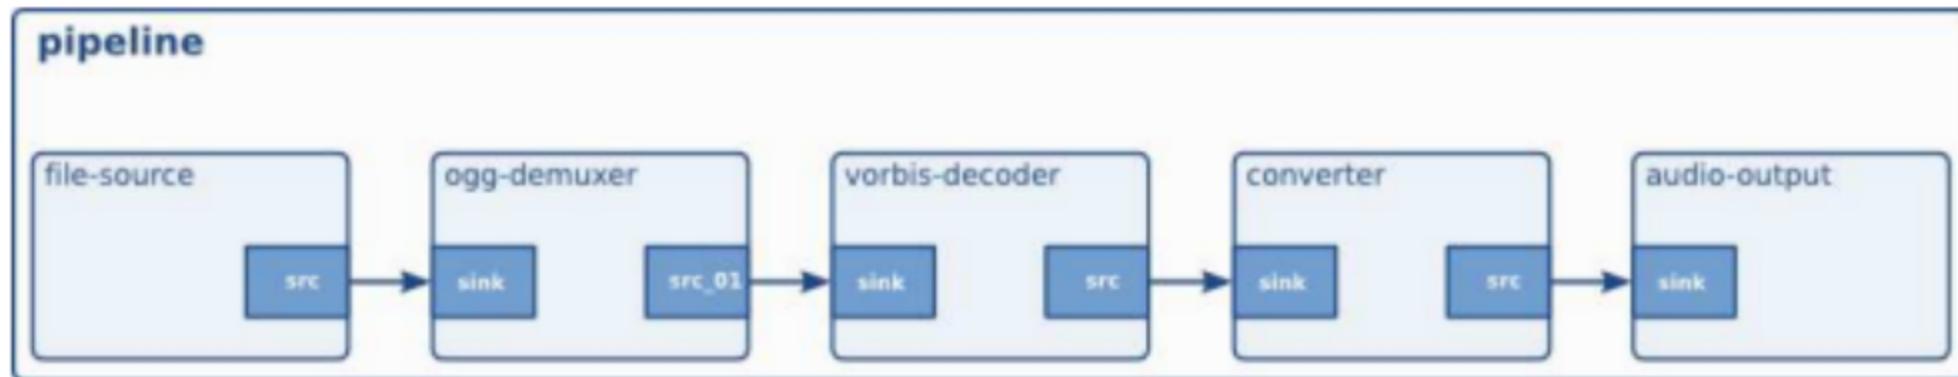 pipeline
file-source
ogg-demuxer
vorbis-decoder
converter
audio-output
src
sink
src_01
sink
src
sink
src
sink